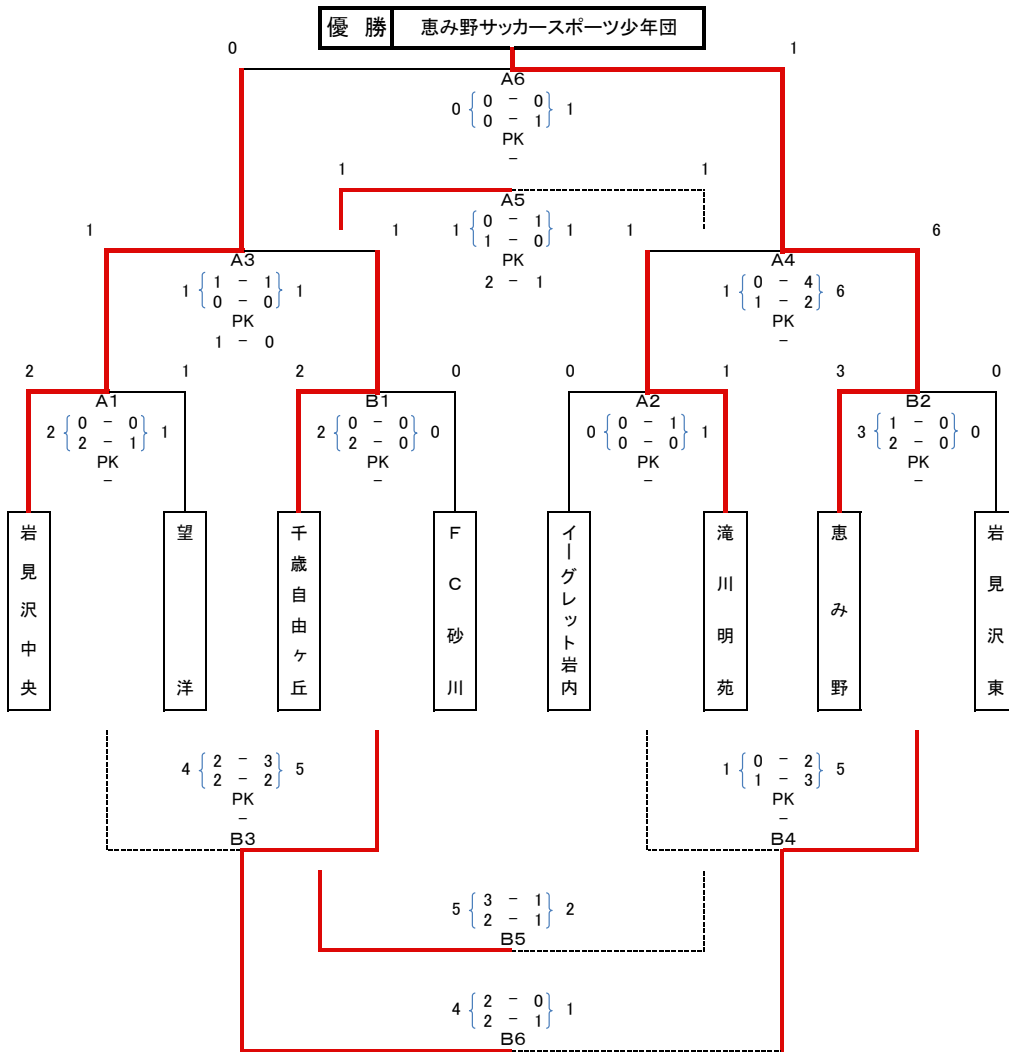 優 勝 恵み野サッカースポーツ少年団
0 1
A6
0 { 0 - 0 } 1
0 - 1
PK
-
1 1
A5
1 { 0 - 1 } 1
1 - 0
PK
2 - 1
1 1
A3
1 { 1 - 1 } 1
0 - 0
PK
1 - 0
1 6
A4
1 { 0 - 4 } 6
1 - 2
PK
-
2 1
A1
2 { 0 - 0 } 1
2 - 1
PK
-
2 0
B1
2 { 0 - 0 } 0
2 - 0
PK
-
0 1
A2
0 { 0 - 1 } 1
0 - 0
PK
-
3 0
B2
3 { 1 - 0 } 0
2 - 0
PK
-
岩見沢中央
望洋
千歳自由ヶ丘
FC砂川
イーグレット岩内
滝川明苑
恵み野
岩見沢東
4 { 2 - 3 } 5
2 - 2
PK
-
B3
1 { 0 - 2 } 5
1 - 3
PK
-
B4
5 { 3 - 1 } 2
2 - 1
B5
4 { 2 - 0 } 1
2 - 1
B6